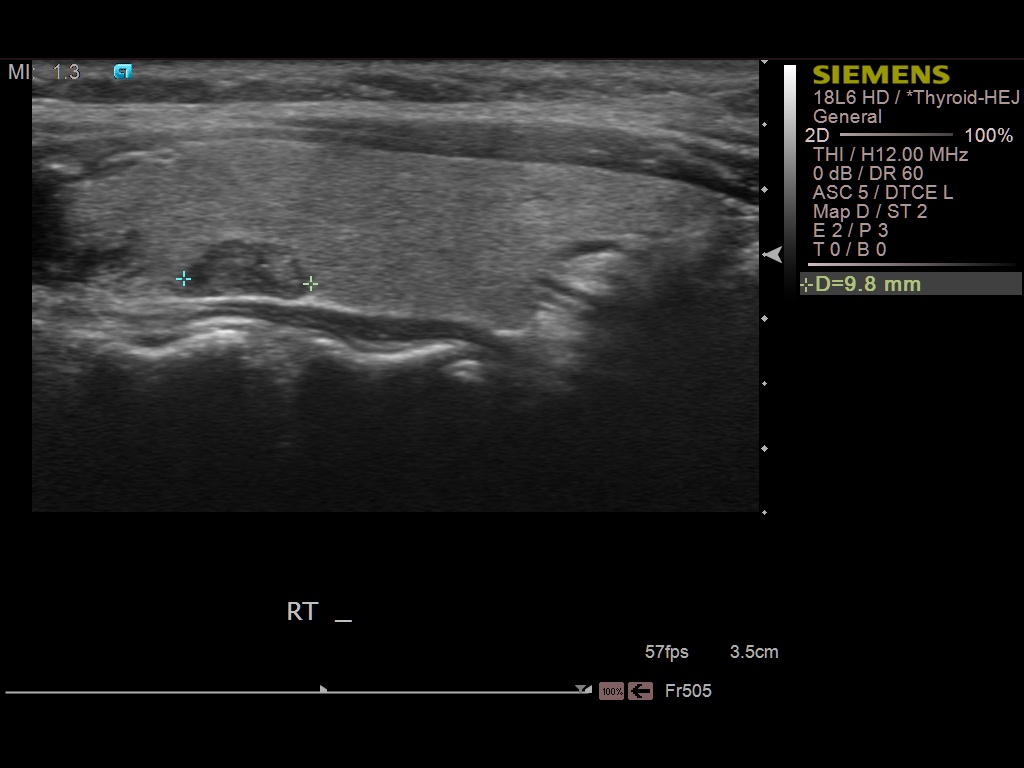 MI: 1.3
SIEMENS
18L6 HD / *Thyroid-HEJ
General
2D 100%
THI / H12.00 MHz
0 dB / DR 60
ASC 5 / DTCE L
Map D / ST 2
E 2 / P 3
T 0 / B 0
D=9.8 mm
RT _
57fps 3.5cm
100% Fr505